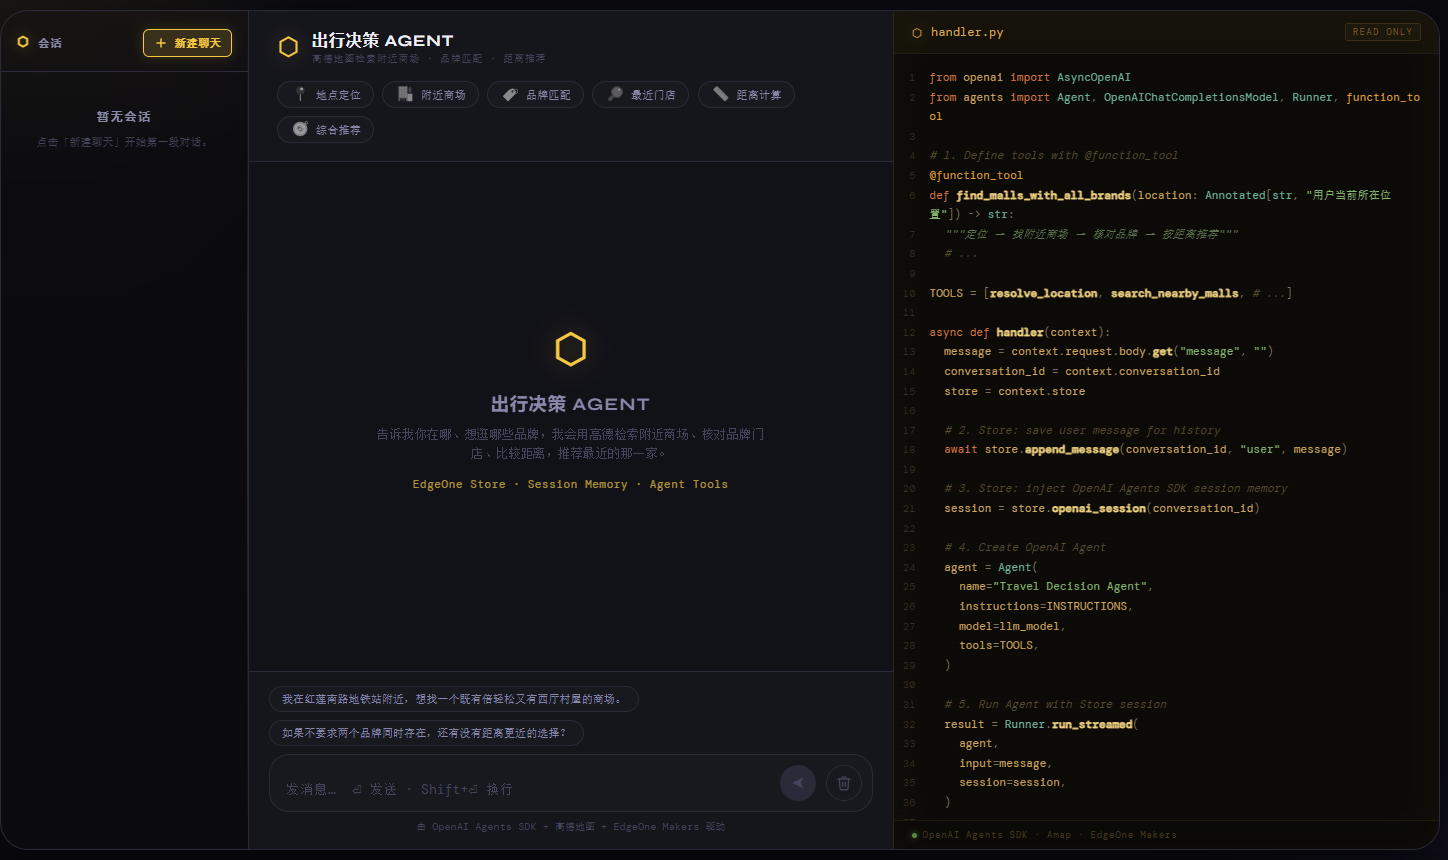 会话
+ 新建聊天
暂无会话
点击「新建聊天」开始第一段对话。
出行决策 AGENT
高德地图检索附近商场 · 品牌匹配 · 距离推荐
地点定位
附近商场
品牌匹配
最近门店
距离计算
综合推荐
出行决策 AGENT
告诉我你在哪、想逛哪些品牌，我会用高德检索附近商场、核对品牌门
店、比较距离，推荐最近的那一家。
EdgeOne Store · Session Memory · Agent Tools
我在红莲南路地铁站附近，想找一个既有倍轻松又有西厅村屋的商场。
如果不要求两个品牌同时存在，还有没有距离更近的选择？
发消息… ⏎ 发送 · Shift+⏎ 换行
由 OpenAI Agents SDK + 高德地图 + EdgeOne Makers 驱动
handler.py
READ ONLY
1 from openai import AsyncOpenAI
2 from agents import Agent, OpenAIChatCompletionsModel, Runner, function_to
ol
3
4 # 1. Define tools with @function_tool
5 @function_tool
6 def find_malls_with_all_brands(location: Annotated[str, "用户当前所在位
置"]) -> str:
7 """定位 → 找附近商场 → 核对品牌 → 按距离推荐"""
8 # ...
9
10 TOOLS = [resolve_location, search_nearby_malls, # ...]
11
12 async def handler(context):
13 message = context.request.body.get("message", "")
14 conversation_id = context.conversation_id
15 store = context.store
16
17 # 2. Store: save user message for history
18 await store.append_message(conversation_id, "user", message)
19
20 # 3. Store: inject OpenAI Agents SDK session memory
21 session = store.openai_session(conversation_id)
22
23 # 4. Create OpenAI Agent
24 agent = Agent(
25 name="Travel Decision Agent",
26 instructions=INSTRUCTIONS,
27 model=llm_model,
28 tools=TOOLS,
29 )
30
31 # 5. Run Agent with Store session
32 result = Runner.run_streamed(
33 agent,
34 input=message,
35 session=session,
36 )
OpenAI Agents SDK · Amap · EdgeOne Makers